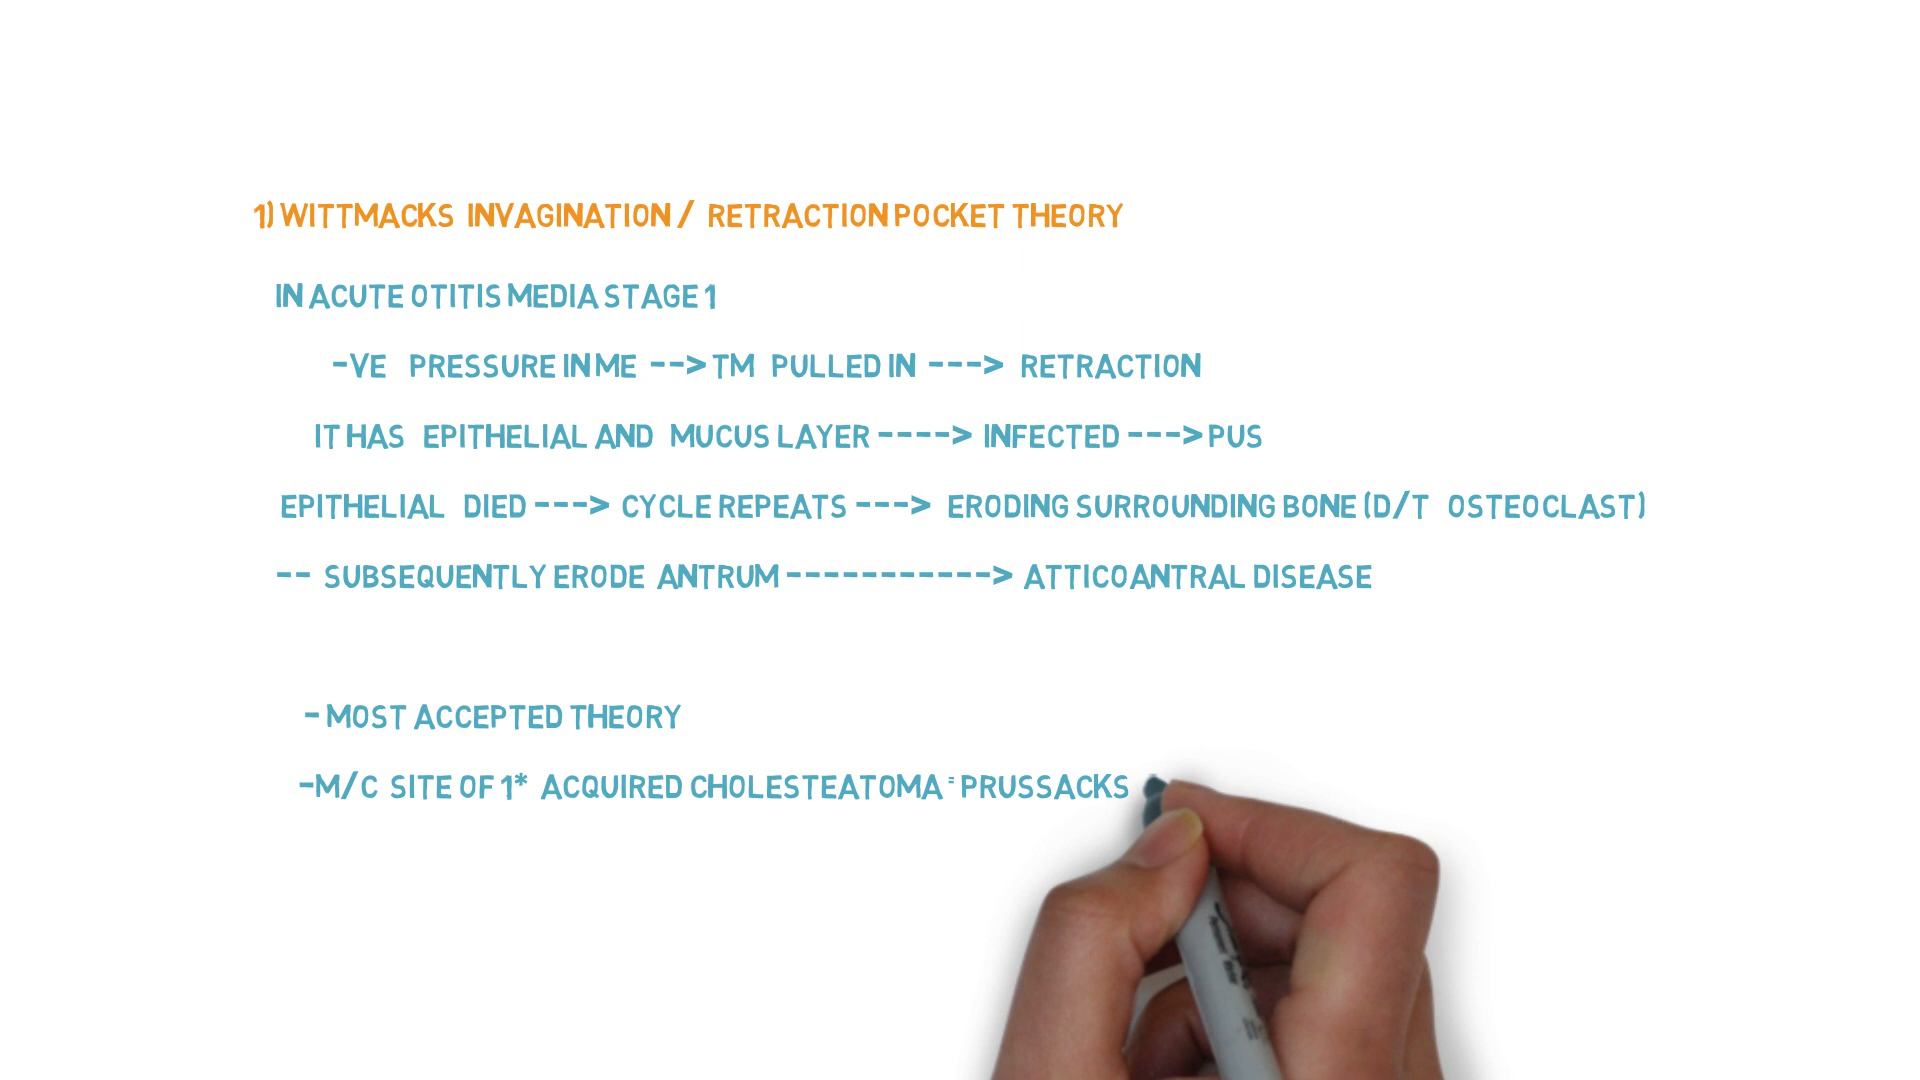 1) WITTMACKS INVAGINATION / RETRACTION POCKET THEORY
IN ACUTE OTITIS MEDIA STAGE 1
-VE PRESSURE IN ME --> TM PULLED IN ---> RETRACTION
IT HAS EPITHELIAL AND MUCUS LAYER ----> INFECTED ---> PUS
EPITHELIAL DIED ---> CYCLE REPEATS ---> ERODING SURROUNDING BONE (D/T OSTEOCLAST)
-- SUBSEQUENTLY ERODE ANTRUM -----------> ATTICOANTRAL DISEASE
- MOST ACCEPTED THEORY
-M/C SITE OF 1* ACQUIRED CHOLESTEATOMA = PRUSSACKS